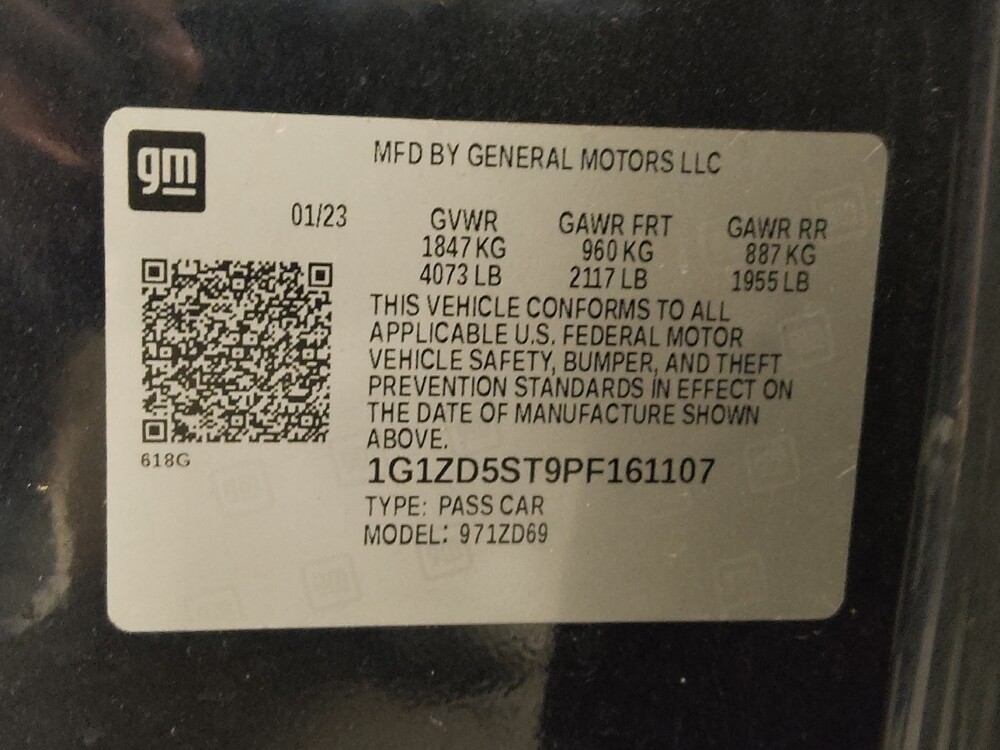 gm
MFD BY GENERAL MOTORS LLC
01/23 GVWR GAWR FRT GAWR RR
1847 KG 960 KG 887 KG
4073 LB 2117 LB 1955 LB
THIS VEHICLE CONFORMS TO ALL
APPLICABLE U.S. FEDERAL MOTOR
VEHICLE SAFETY, BUMPER, AND THEFT
PREVENTION STANDARDS IN EFFECT ON
THE DATE OF MANUFACTURE SHOWN
ABOVE.
618G
1G1ZD5ST9PF161107
TYPE: PASS CAR
MODEL: 971ZD69